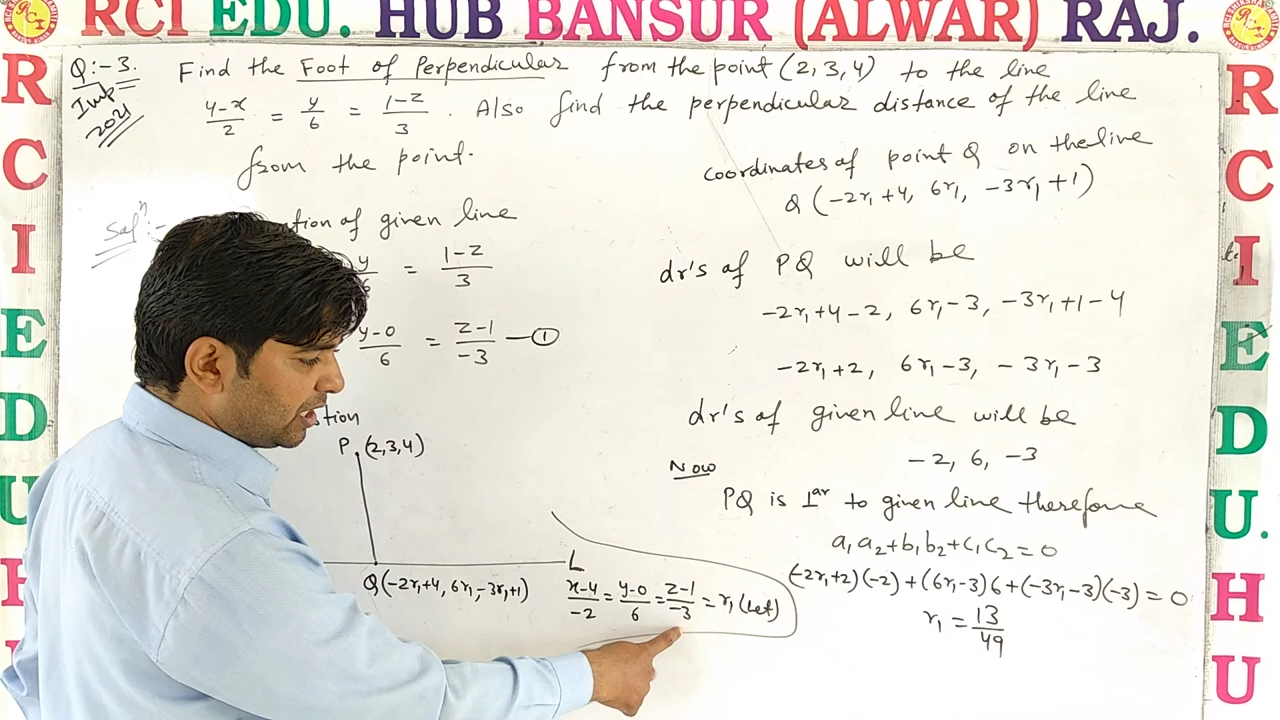 RCI EDU. HUB BANSUR (ALWAR) RAJ.
R
C
I
E
D
U
H
Q:-3. Find the Foot of Perpendicular from the point (2, 3, 4) to the line
Imp 2021
(4-x)/2 = y/6 = (1-z)/3 . Also find the perpendicular distance of the line
from the point.
Solⁿ:-
of given line
y/6 = (1-z)/3
(y-0)/6 = (z-1)/-3 — ①
P (2,3,4)
L
Q(-2r₁+4, 6r₁, -3r₁+1)
(x-4)/-2 = (y-0)/6 = (z-1)/-3 = r₁ (Let)
coordinates of point Q on the line
Q (-2r₁+4, 6r₁, -3r₁+1)
dr's of PQ will be
-2r₁+4-2, 6r₁-3, -3r₁+1-4
-2r₁+2, 6r₁-3, -3r₁-3
dr's of given line will be
-2, 6, -3
Now
PQ is ⊥ar to given line therefore
a₁a₂+b₁b₂+c₁c₂=0
(-2r₁+2)(-2)+(6r₁-3)6+(-3r₁-3)(-3)=0
r₁ = 13/49
R
C
I
E
D
U.
H
U